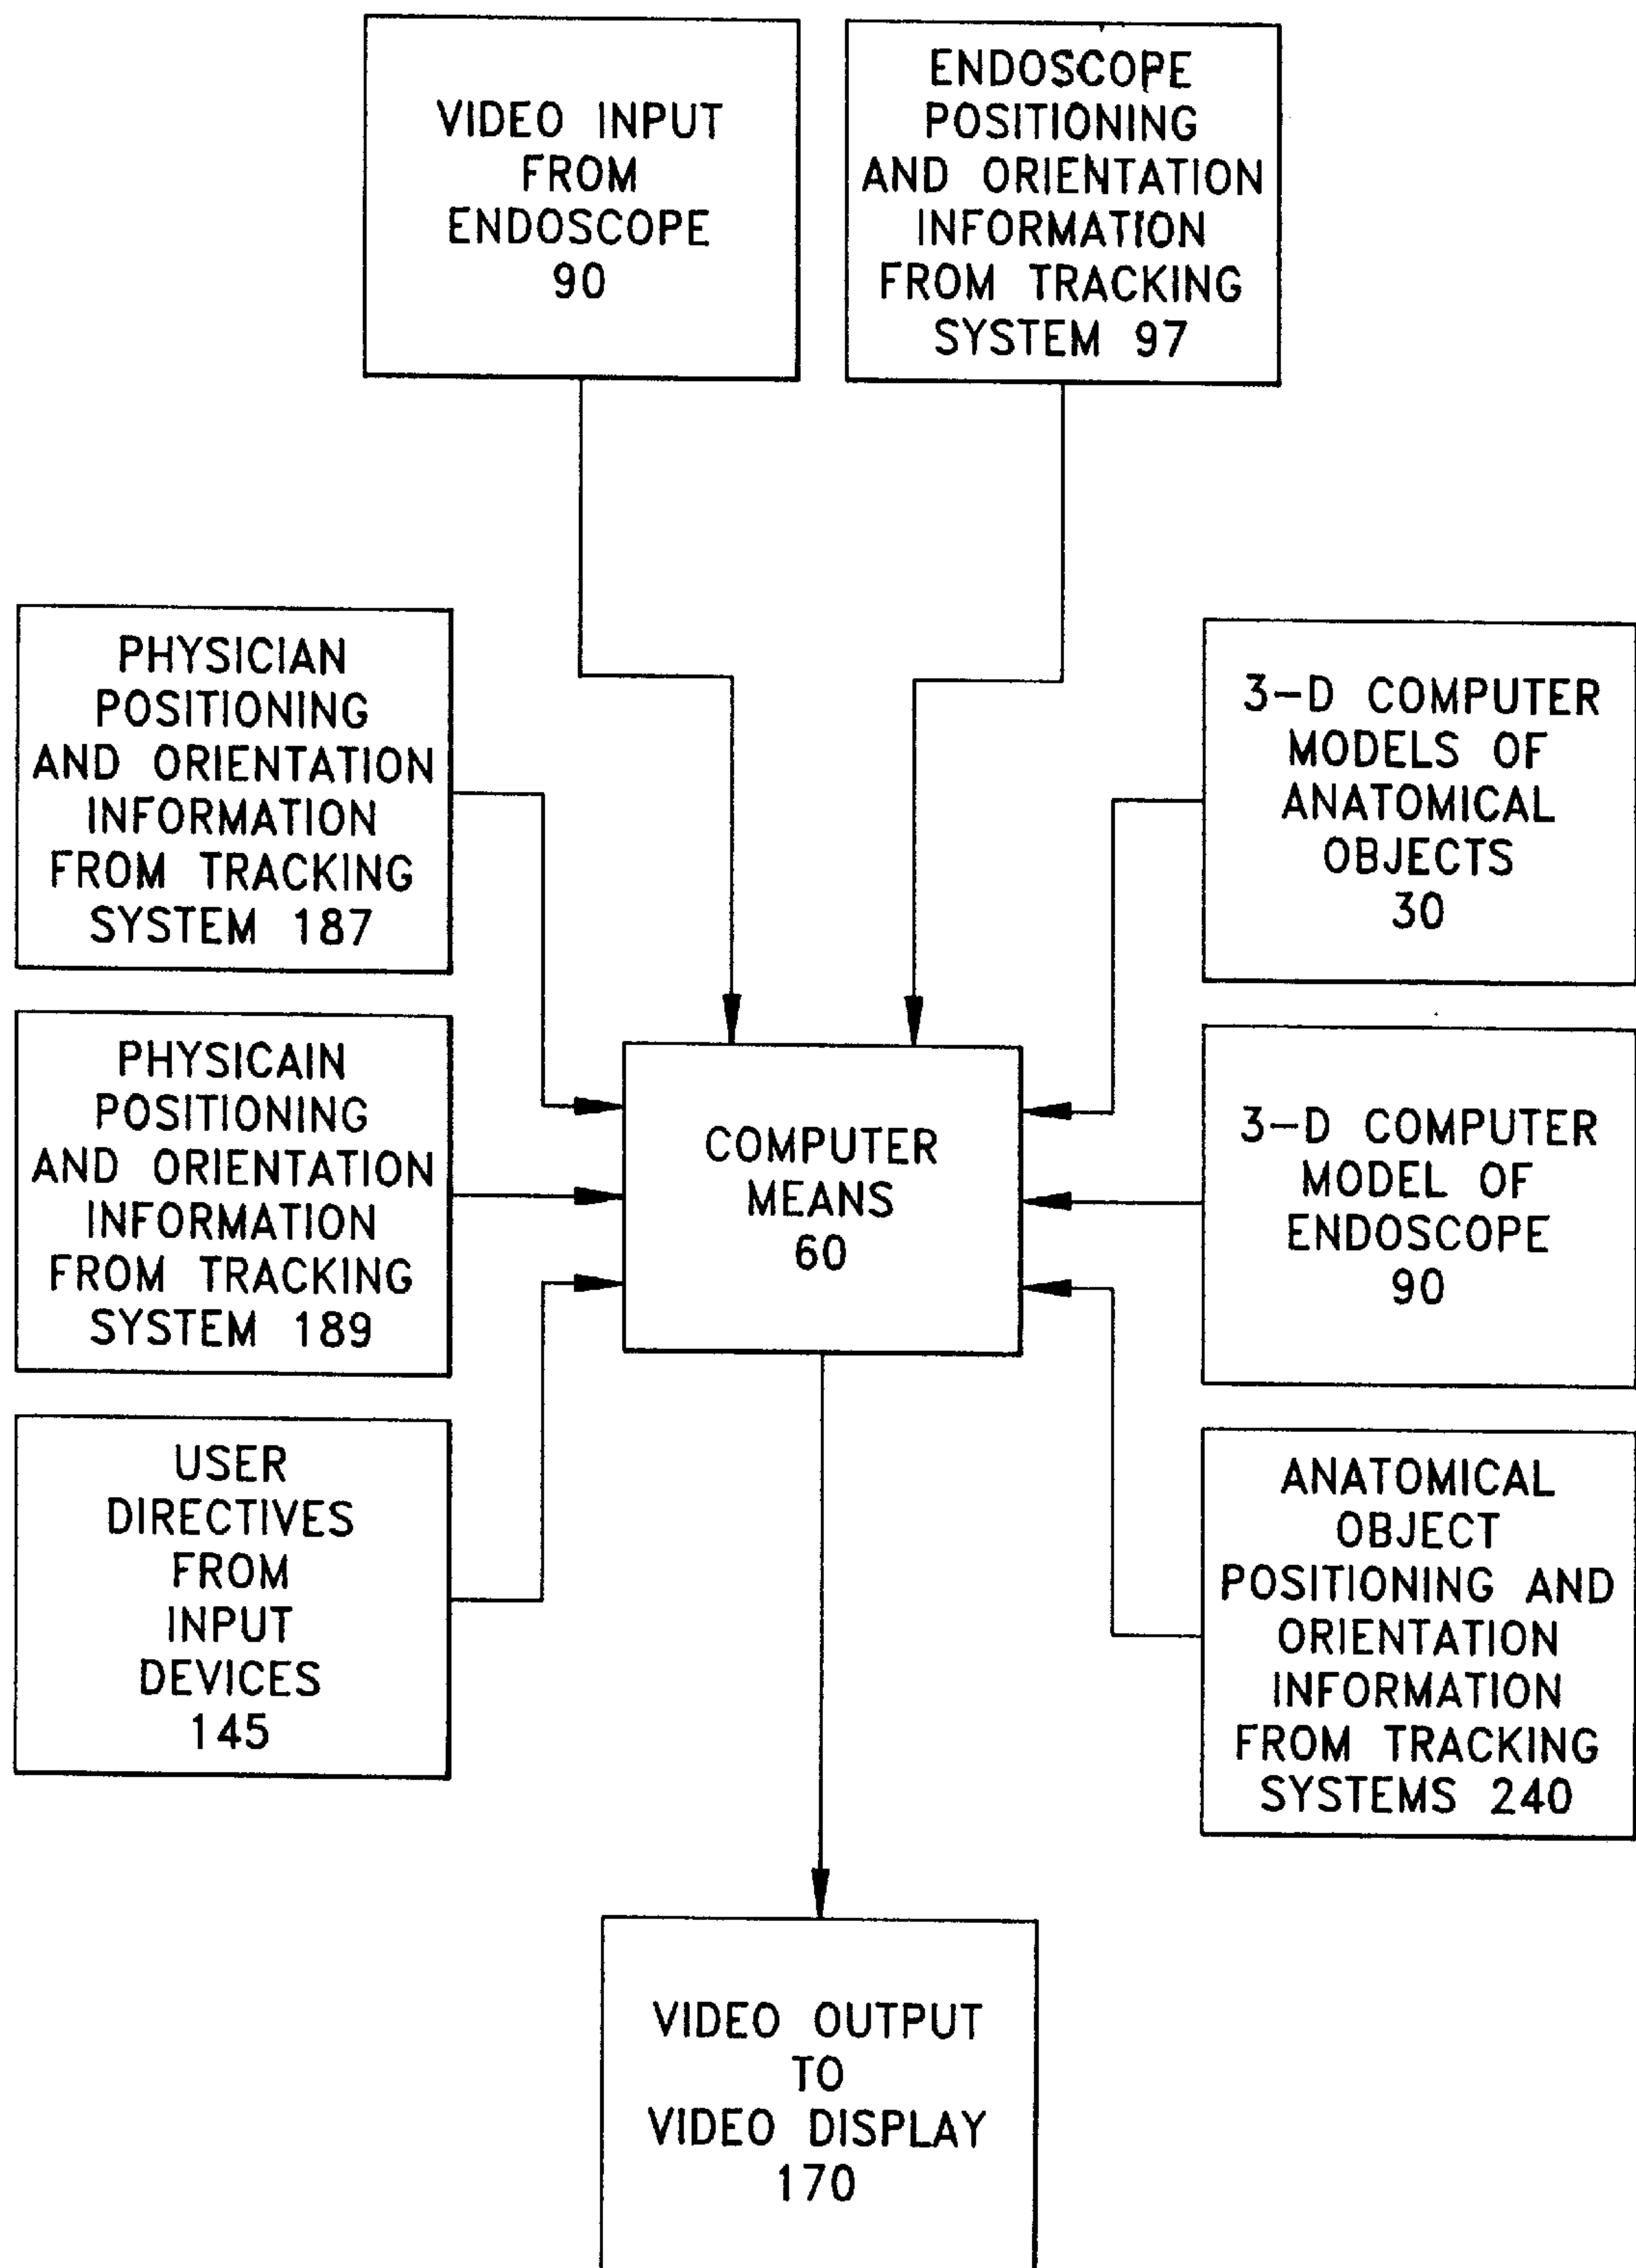 VIDEO INPUT
FROM
ENDOSCOPE
90
ENDOSCOPE
POSITIONING
AND ORIENTATION
INFORMATION
FROM TRACKING
SYSTEM 97
PHYSICIAN
POSITIONING
AND ORIENTATION
INFORMATION
FROM TRACKING
SYSTEM 187
3-D COMPUTER
MODELS OF
ANATOMICAL
OBJECTS
30
PHYSICAIN
POSITIONING
AND ORIENTATION
INFORMATION
FROM TRACKING
SYSTEM 189
COMPUTER
MEANS
60
3-D COMPUTER
MODEL OF
ENDOSCOPE
90
USER
DIRECTIVES
FROM
INPUT
DEVICES
145
ANATOMICAL
OBJECT
POSITIONING AND
ORIENTATION
INFORMATION
FROM TRACKING
SYSTEMS 240
VIDEO OUTPUT
TO
VIDEO DISPLAY
170